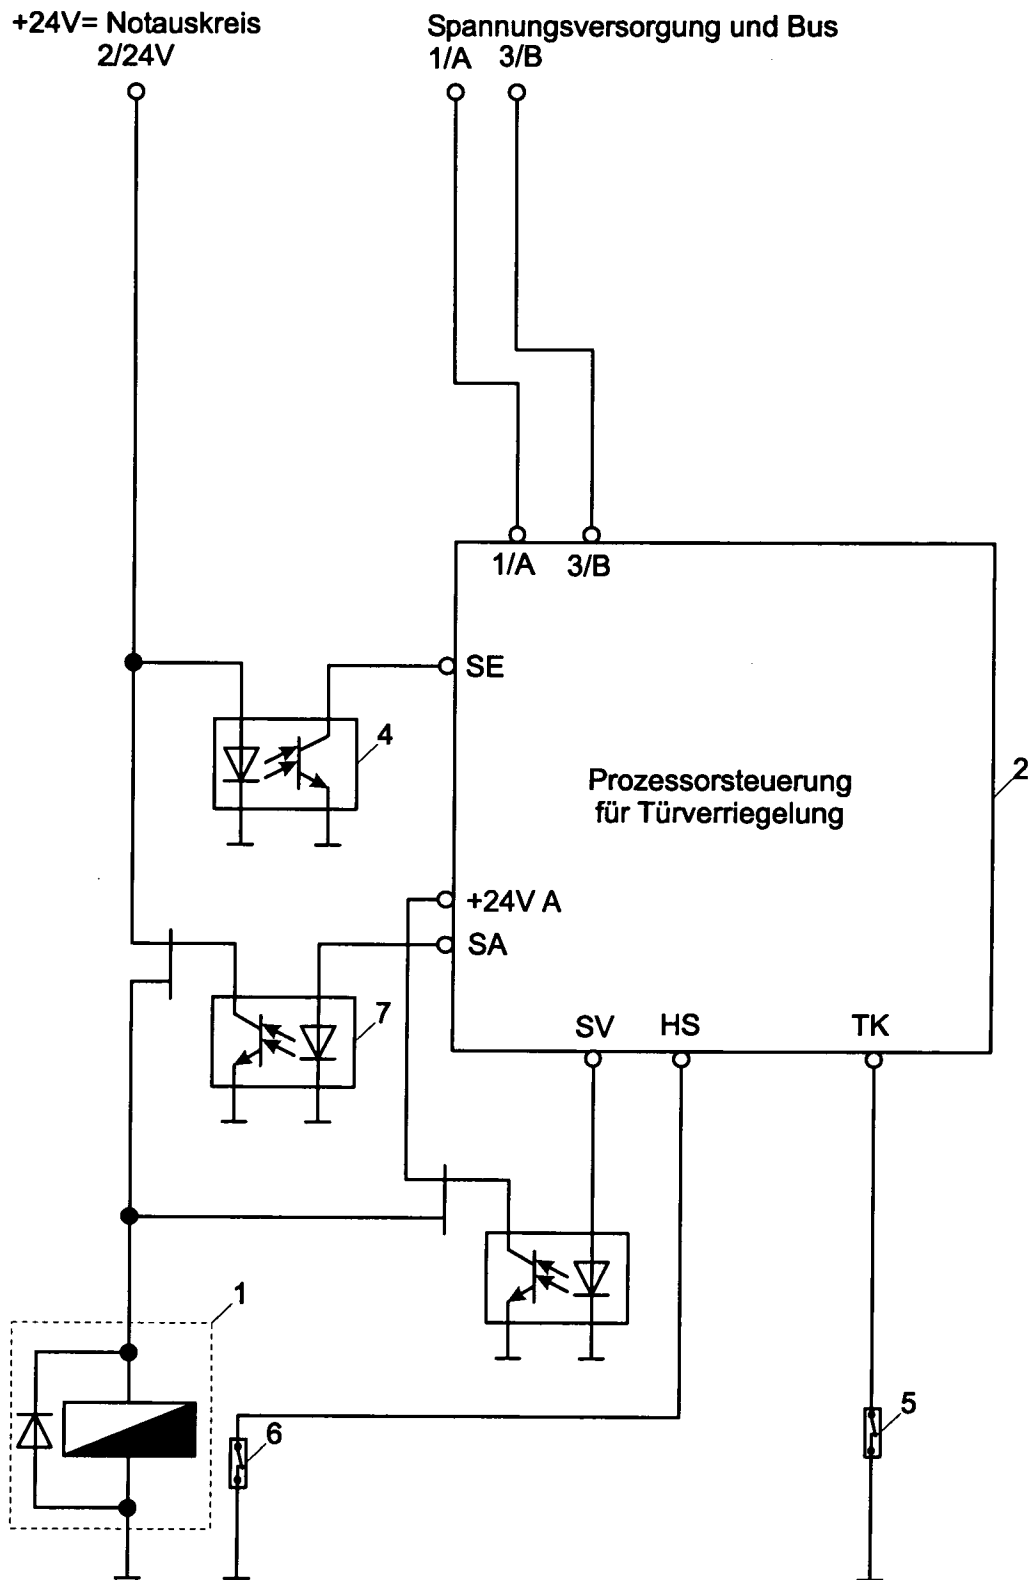 +24V= Notauskreis
2/24V
Spannungsversorgung und Bus
1/A 3/B
1/A 3/B
SE
4
2
Prozessorsteuerung
für Türverriegelung
+24V A
SA
7
SV HS TK
1
6
5